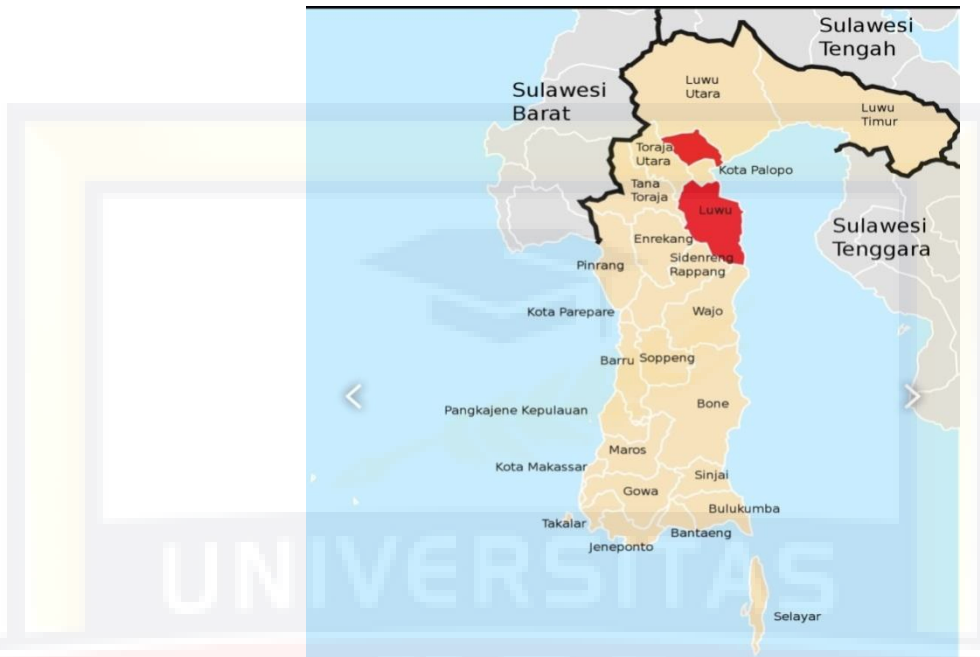 Sulawesi
Tengah
Sulawesi
Barat
Luwu
Utara
Luwu
Timur
Toraja
Utara
Kota Palopo
Tana
Toraja
Luwu
Sulawesi
Tenggara
Enrekang
Sidenreng
Rappang
Pinrang
Kota Parepare
Wajo
Barru
Soppeng
Bone
Pangkajene Kepulauan
Maros
Kota Makassar
Sinjai
Gowa
Bulukumba
Takalar
Bantaeng
Jeneponto
UNIVERSITAS
Selayar